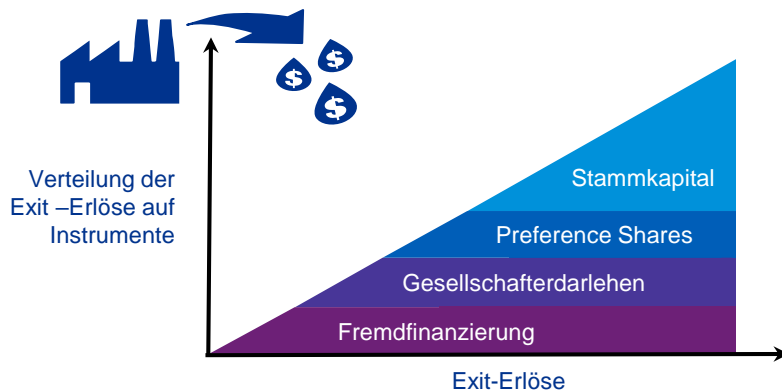 $
$
$
Verteilung der
Exit –Erlöse auf
Instrumente
Stammkapital
Preference Shares
Gesellschafterdarlehen
Fremdfinanzierung
Exit-Erlöse